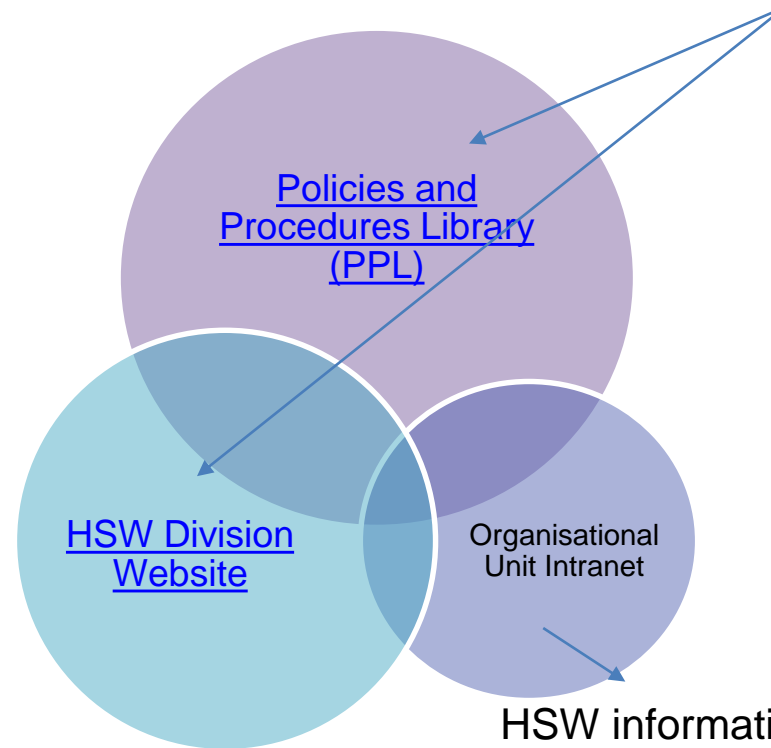 Policies and
Procedures Library
(PPL)
HSW Division
Website
Organisational
Unit Intranet
HSW informati